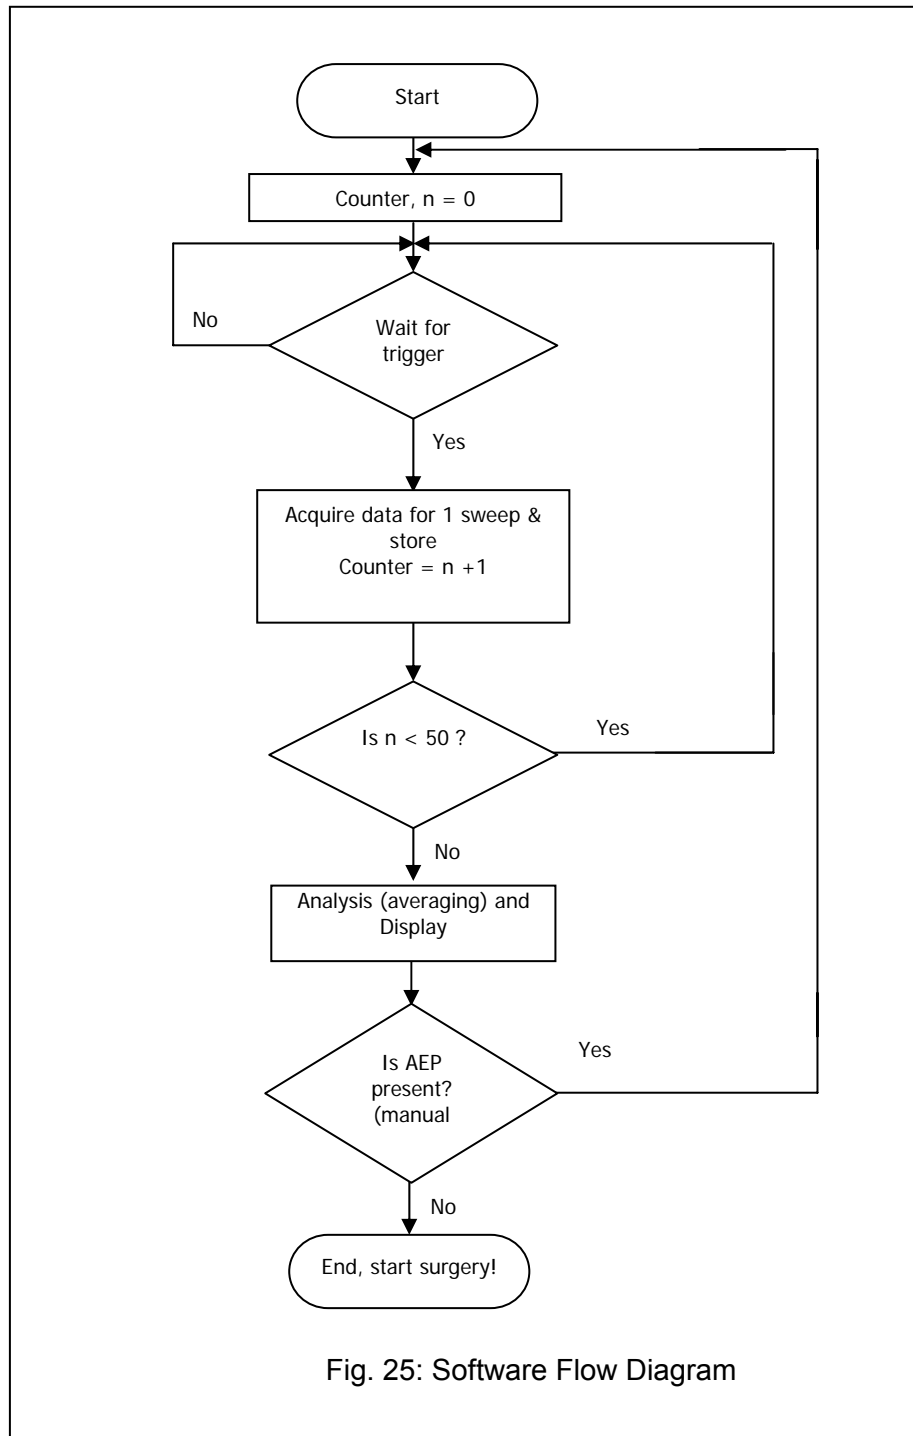 Start
Counter, n = 0
No
Wait for
trigger
Yes
Acquire data for 1 sweep &
store
Counter = n +1
Is n < 50 ?
Yes
No
Analysis (averaging) and
Display
Is AEP
present?
(manual
Yes
No
End, start surgery!
Fig. 25: Software Flow Diagram